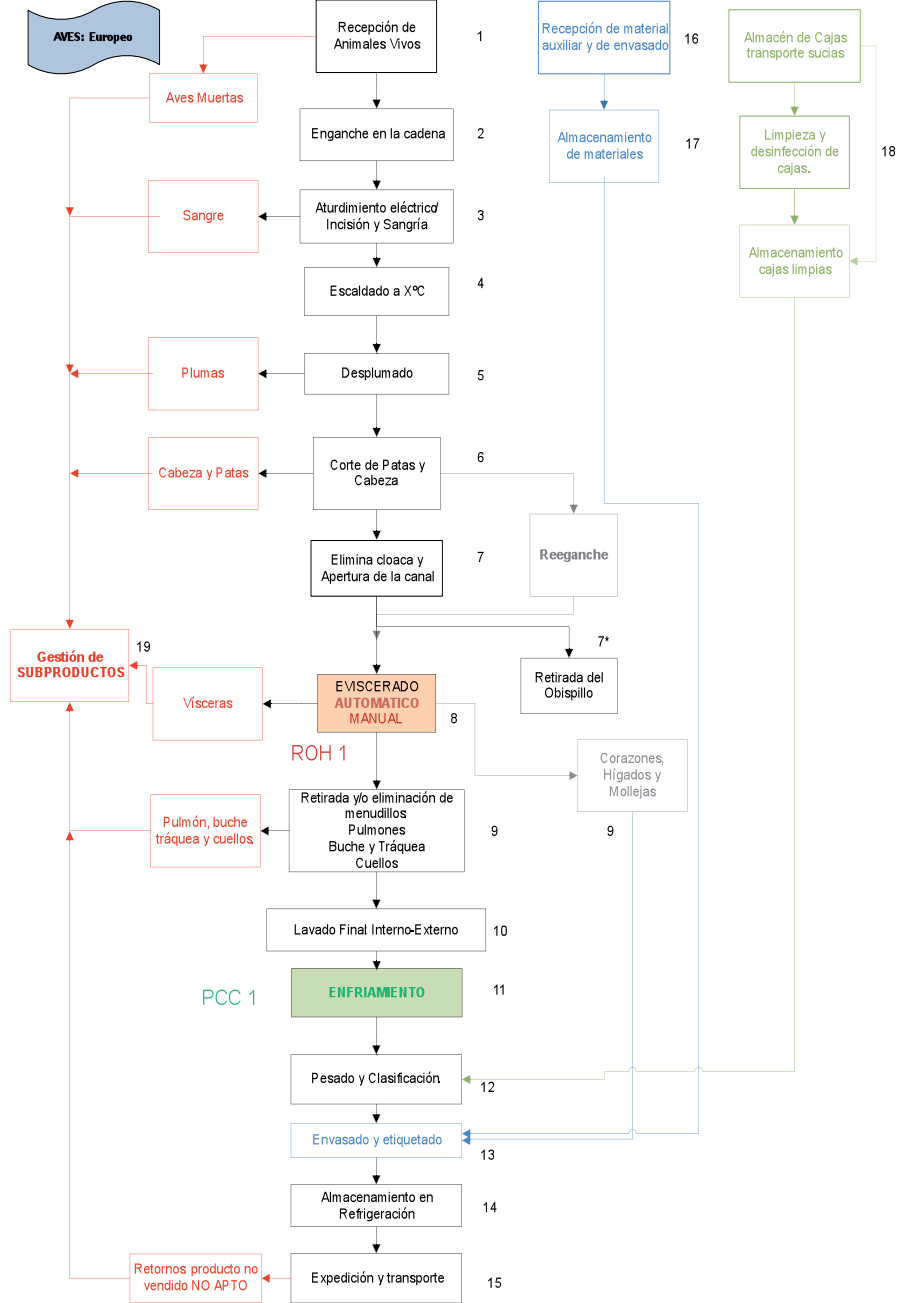 AVES: Europeo
Recepción de
Animales Vivos
1
Recepción de material
auxiliar y de envasado
16
Almacén de Cajas
transporte sucias
Aves Muertas
Enganche en la cadena
2
Almacenamiento
de materiales
17
Limpieza y
desinfección de
cajas.
18
Sangre
Aturdimiento eléctrico/
Incisión y Sangría
3
Almacenamiento
cajas limpias
Escaldado a XºC
4
Plumas
Desplumado
5
Cabeza y Patas
Corte de Patas y
Cabeza
6
Elimina cloaca y
Apertura de la canal
7
Reeganche
7*
Retirada del
Obispillo
Gestión de
SUBPRODUCTOS
19
Vísceras
EVISCERADO
AUTOMATICO
MANUAL
8
ROH 1
Corazones,
Hígados y
Mollejas
9
Pulmón, buche
tráquea y cuellos.
Retirada y/o eliminación de
menudillos
Pulmones
Buche y Tráquea
Cuellos
9
Lavado Final Interno-Externo
10
PCC 1
ENFRIAMIENTO
11
Pesado y Clasificación.
12
Envasado y etiquetado
13
Almacenamiento en
Refrigeración
14
Retornos: producto no
vendido NO APTO
Expedición y transporte
15